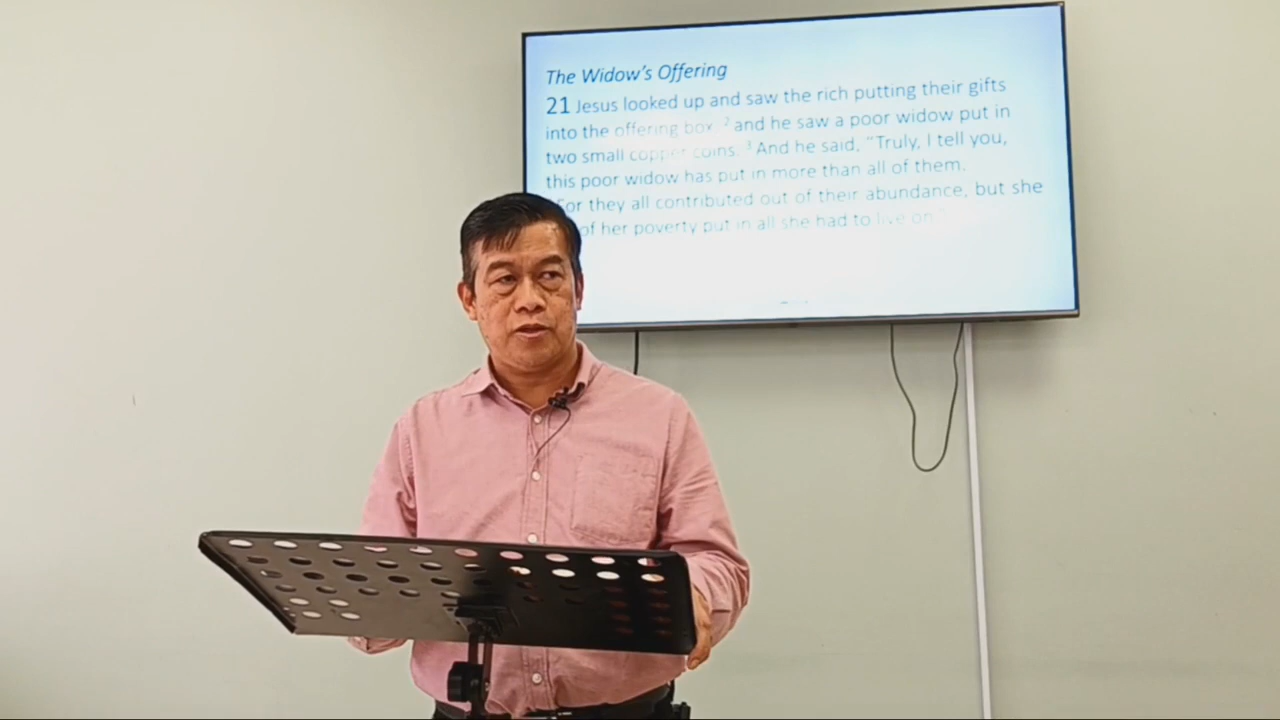 The Widow's Offering
21 Jesus looked up and saw the rich putting their gifts
into the offering box, 2 and he saw a poor widow put in
two small copper coins. 3 And he said, "Truly, I tell you,
this poor widow has put in more than all of them.
For they all contributed out of their abundance, but she
of her poverty put in all she had to live on."